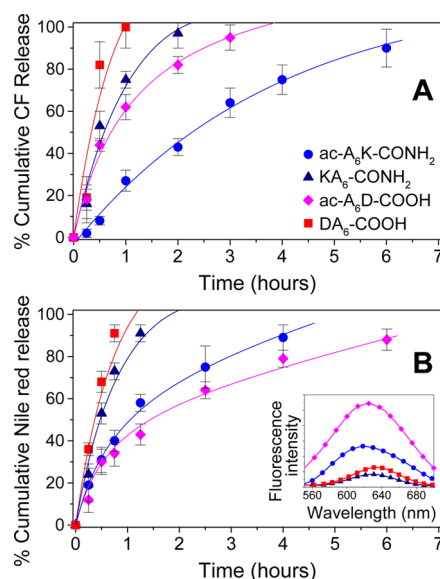 100
80
60
40
20
0
% Cumulative CF Release
A
ac-A₆K-CONH₂
KA₆-CONH₂
ac-A₆D-COOH
DA₆-COOH
0 1 2 3 4 5 6 7
Time (hours)
100
80
60
40
20
0
% Cumulative Nile red release
B
Fluorescence
intensity
560 600 640 680
Wavelength (nm)
0 1 2 3 4 5 6 7
Time (hours)